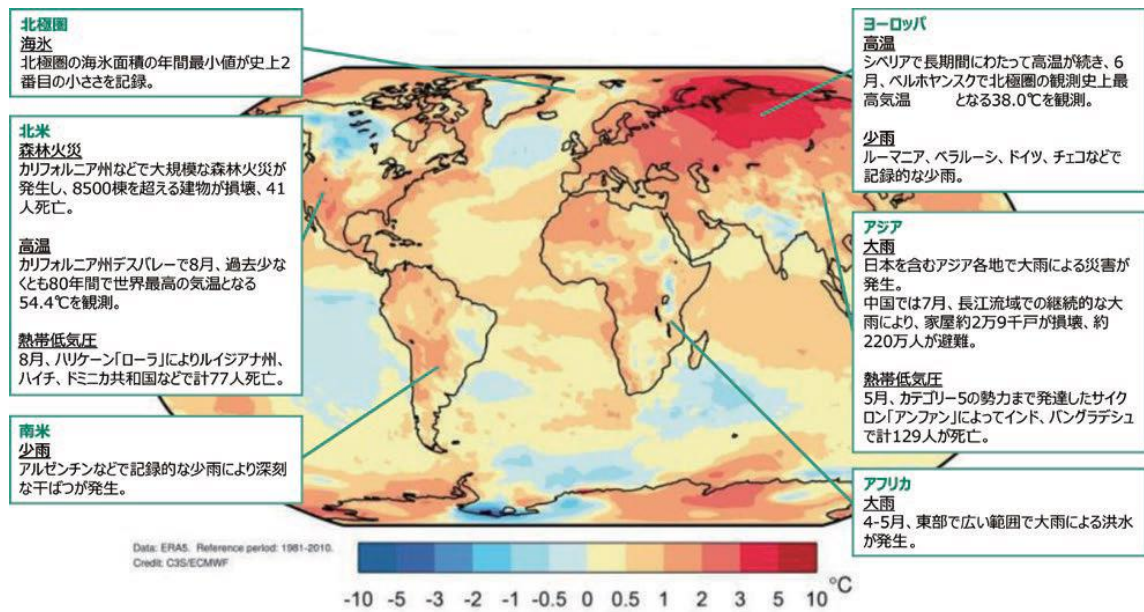 北極圏
海氷
北極圏の海氷面積の年間最小値が史上2
番目の小ささを記録。
北米
森林火災
カリフォルニア州などで大規模な森林火災が
発生し、8500棟を超える建物が損壊、41
人死亡。
高温
カリフォルニア州デスバレーで8月、過去少な
くとも80年間で世界最高の気温となる
54.4℃を観測。
熱帯低気圧
8月、ハリケーン「ローラ」によりルイジアナ州、
ハイチ、ドミニカ共和国などで計77人死亡。
南米
少雨
アルゼンチンなどで記録的な少雨により深刻
な干ばつが発生。
ヨーロッパ
高温
シベリアで長期間にわたって高温が続き、6
月、ベルホヤンスクで北極圏の観測史上最
高気温 となる38.0℃を観測。
少雨
ルーマニア、ベラルーシ、ドイツ、チェコなどで
記録的な少雨。
アジア
大雨
日本を含むアジア各地で大雨による災害が
発生。
中国では7月、長江流域での継続的な大
雨により、家屋約2万9千戸が損壊、約
220万人が避難。
熱帯低気圧
5月、カテゴリー5の勢力まで発達したサイク
ロン「アンファン」によってインド、バングラデシュ
で計129人が死亡。
アフリカ
大雨
4-5月、東部で広い範囲で大雨による洪水
が発生。
Data: ERA5. Reference period: 1981-2010.
Credit: C3S/ECMWF
℃
-10 -5 -3 -2 -1 -0.5 0 0.5 1 2 3 5 10